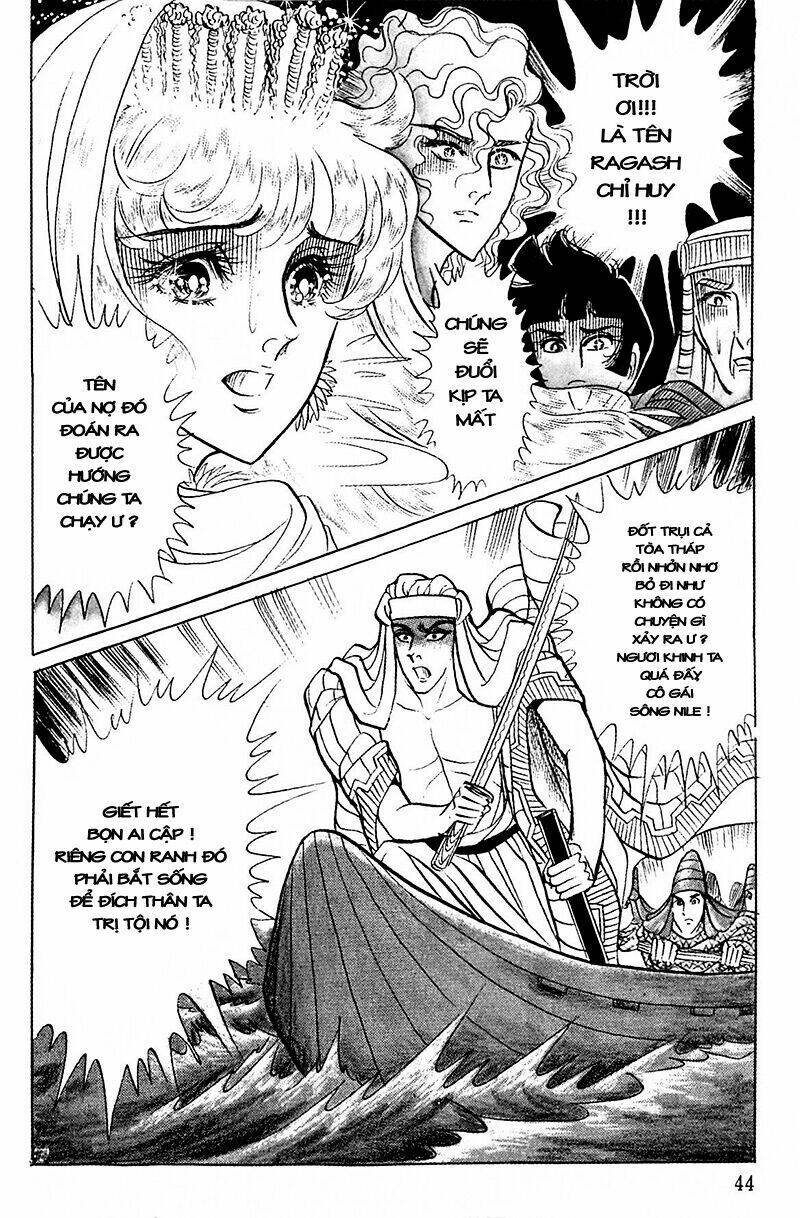 TRỜI
ƠI!!!
LÀ TÊN
RAGASH
CHỈ HUY
!!!
CHÚNG
SẼ
ĐUỔI
KỊP TA
MẤT
TÊN
CỦA NỢ ĐÓ
ĐOÁN RA
ĐƯỢC
HƯỚNG
CHÚNG TA
CHẠY Ư ?
ĐỐT TRỤI CẢ
TÒA THÁP
RỒI NHỞN NHƠ
BỎ ĐI NHƯ
KHÔNG CÓ
CHUYỆN GÌ
XẢY RA Ư ?
NGƯƠI KHINH TA
QUÁ ĐẤY
CÔ GÁI
SÔNG NILE !
GIẾT HẾT
BỌN AI CẬP !
RIÊNG CON RANH ĐÓ
PHẢI BẮT SỐNG
ĐỂ ĐÍCH THÂN TA
TRỊ TỘI NÓ !
44